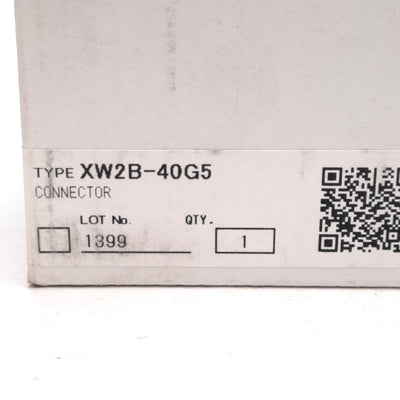 TYPE XW2B-40G5
CONNECTOR
LOT No. QTY.
1399 1